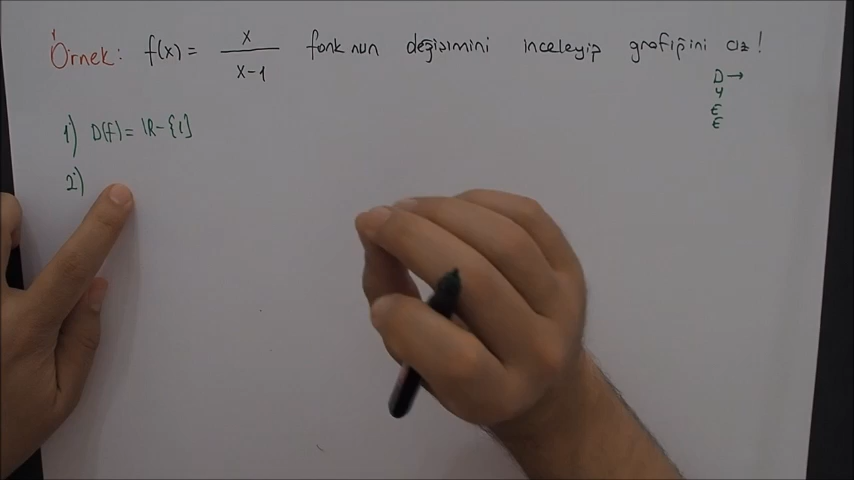 Örnek: f(x) = x / (x-1) fonk nun değişimini inceleyip grafiğini çiz!
D →
Y
E
E
1) D(f) = IR - {1}
2)